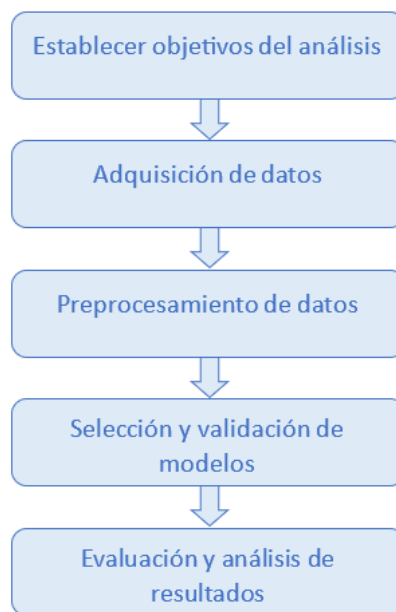 Establecer objetivos del análisis
Adquisición de datos
Preprocesamiento de datos
Selección y validación de
modelos
Evaluación y análisis de
resultados